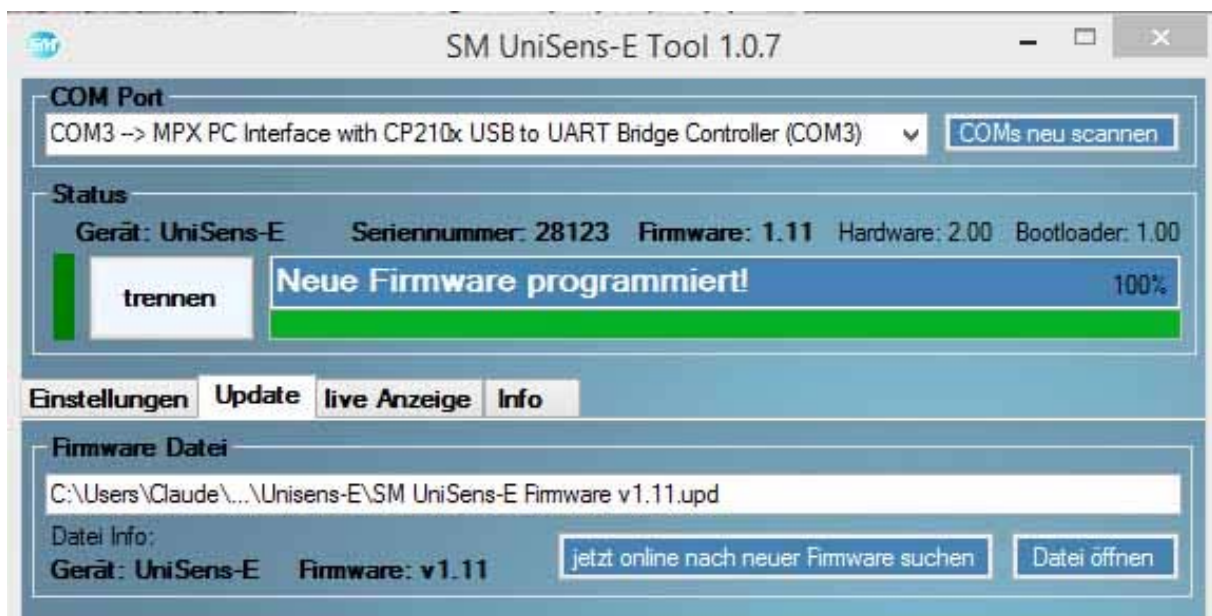 SM UniSens-E Tool 1.0.7
COM Port
COM3 --> MPX PC Interface with CP210x USB to UART Bridge Controller (COM3) COMs neu scannen
Status
Gerät: UniSens-E Seriennummer: 28123 Firmware: 1.11 Hardware: 2.00 Bootloader: 1.00
trennen Neue Firmware programmiert! 100%
Einstellungen Update live Anzeige Info
Firmware Datei
C:\Users\Claude\...\Unisens-E\SM UniSens-E Firmware v1.11.upd
Datei Info:
Gerät: UniSens-E Firmware: v1.11 jetzt online nach neuer Firmware suchen Datei öffnen